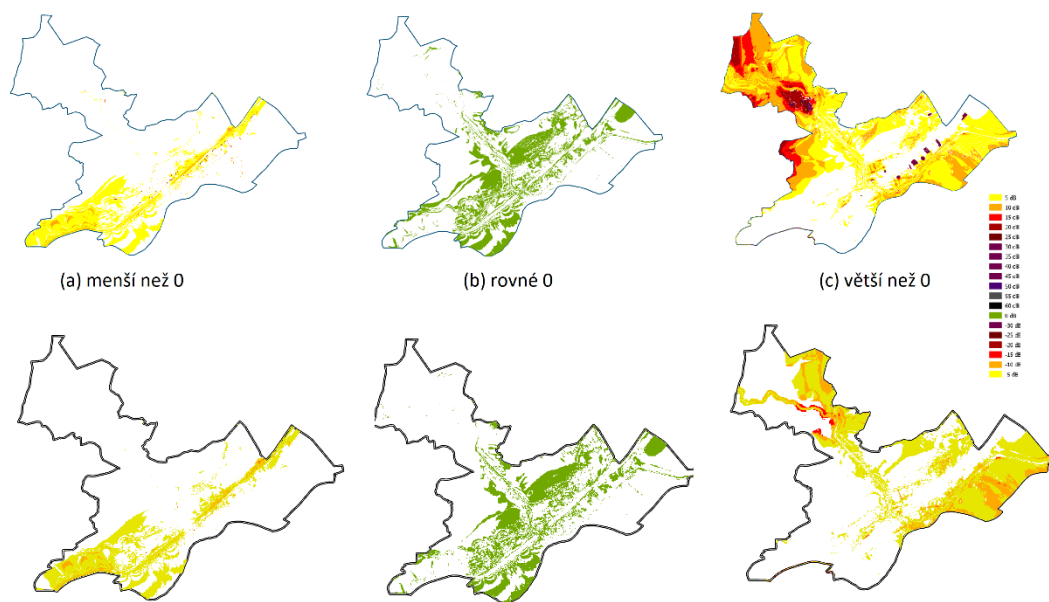 (a) menší než 0
(b) rovné 0
(c) větší než 0
5 dB
10 dB
15 dB
20 dB
25 dB
30 dB
35 dB
40 dB
45 dB
50 dB
55 dB
60 dB
0 dB
-30 dB
-25 dB
-20 dB
-15 dB
-10 dB
-5 dB